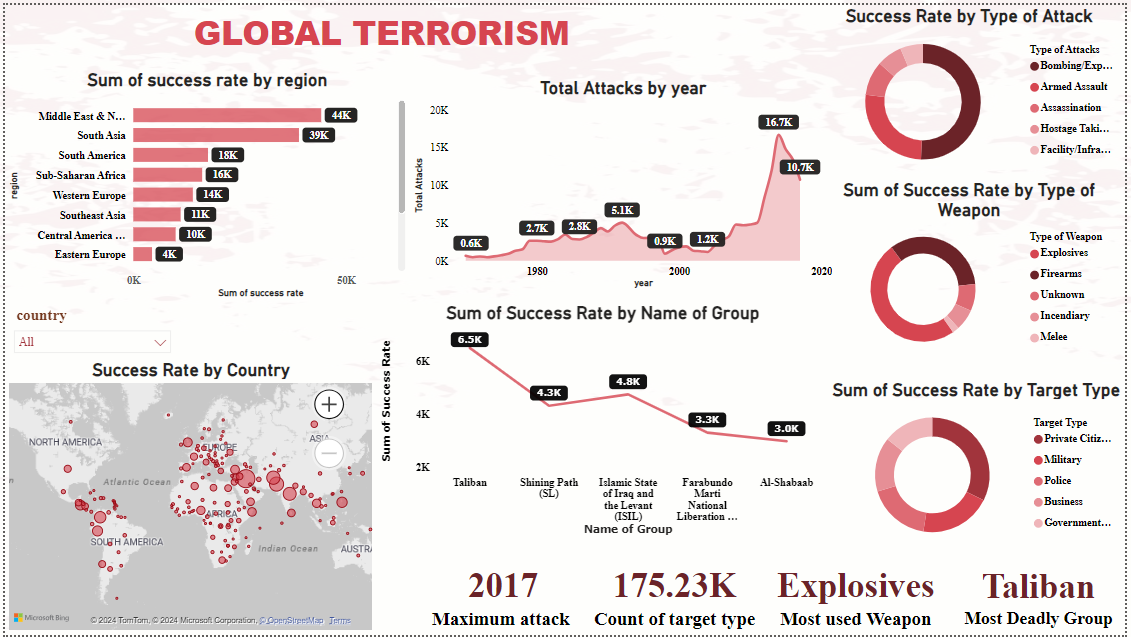 GLOBAL TERRORISM
Sum of success rate by region
region
Middle East & N...
44K
South Asia
39K
South America
18K
Sub-Saharan Africa
16K
Western Europe
14K
Southeast Asia
11K
Central America ...
10K
Eastern Europe
4K
0K
50K
Sum of success rate
country
All
Success Rate by Country
NORTH AMERICA
EUROPE
ASIA
Atlantic Ocean
AFRICA
SOUTH AMERICA
Indian Ocean
AUSTRA
Microsoft Bing
© 2024 TomTom, © 2024 Microsoft Corporation, © OpenStreetMap Terms
Total Attacks by year
Total Attacks
20K
15K
10K
5K
0K
0.6K
2.7K
2.8K
5.1K
0.9K
1.2K
16.7K
10.7K
1980
2000
2020
year
Sum of Success Rate by Name of Group
Sum of Success Rate
6K
4K
2K
6.5K
4.3K
4.8K
3.3K
3.0K
Taliban
Shining Path
(SL)
Islamic State
of Iraq and
the Levant
(ISIL)
Farabundo
Marti
National
Liberation ...
Al-Shabaab
Name of Group
Success Rate by Type of Attack
Type of Attacks
Bombing/Exp...
Armed Assault
Assassination
Hostage Taki...
Facility/Infra...
Sum of Success Rate by Type of
Weapon
Type of Weapon
Explosives
Firearms
Unknown
Incendiary
Melee
Sum of Success Rate by Target Type
Target Type
Private Citiz...
Military
Police
Business
Government...
2017
Maximum attack
175.23K
Count of target type
Explosives
Most used Weapon
Taliban
Most Deadly Group